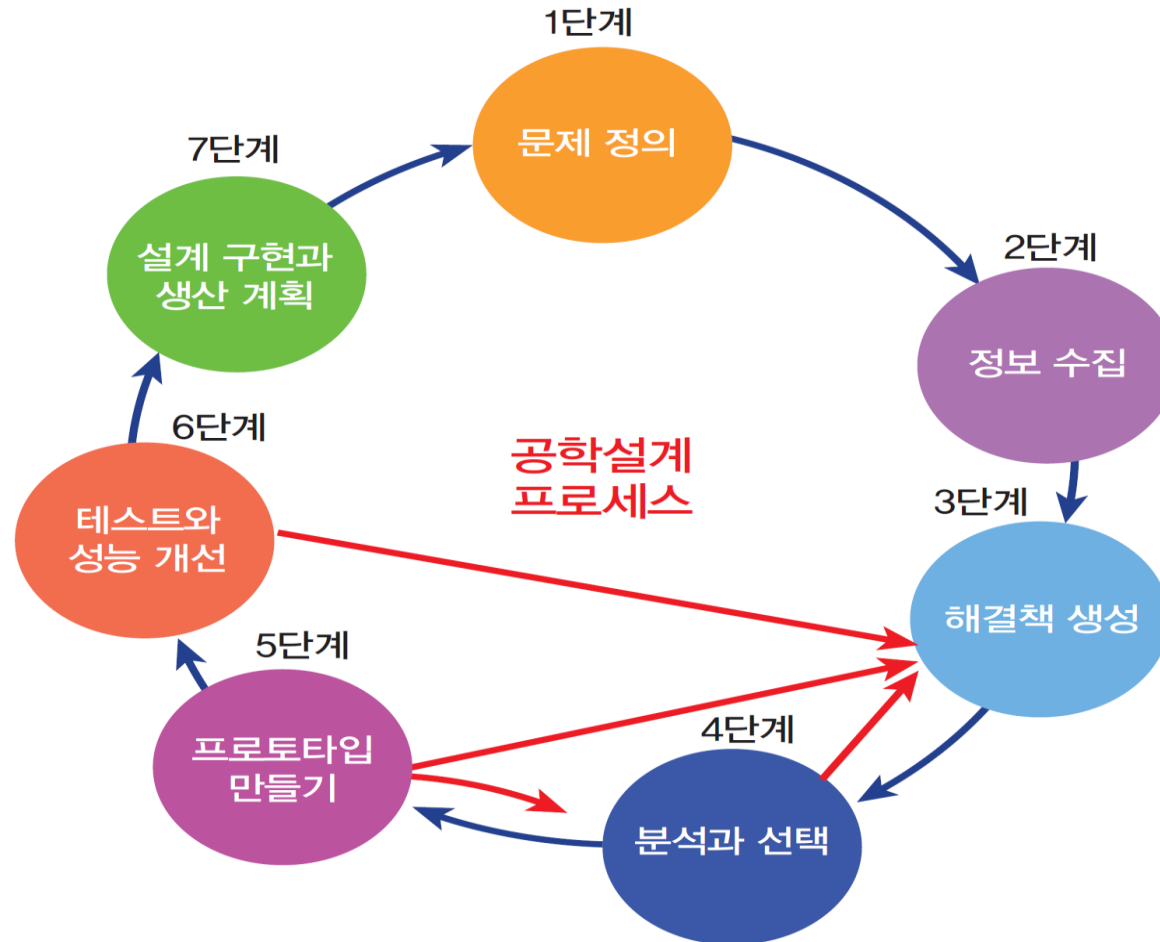 1단계
문제 정의
2단계
정보 수집
3단계
해결책 생성
4단계
분석과 선택
5단계
프로토타입
만들기
6단계
테스트와
성능 개선
7단계
설계 구현과
생산 계획
공학설계
프로세스